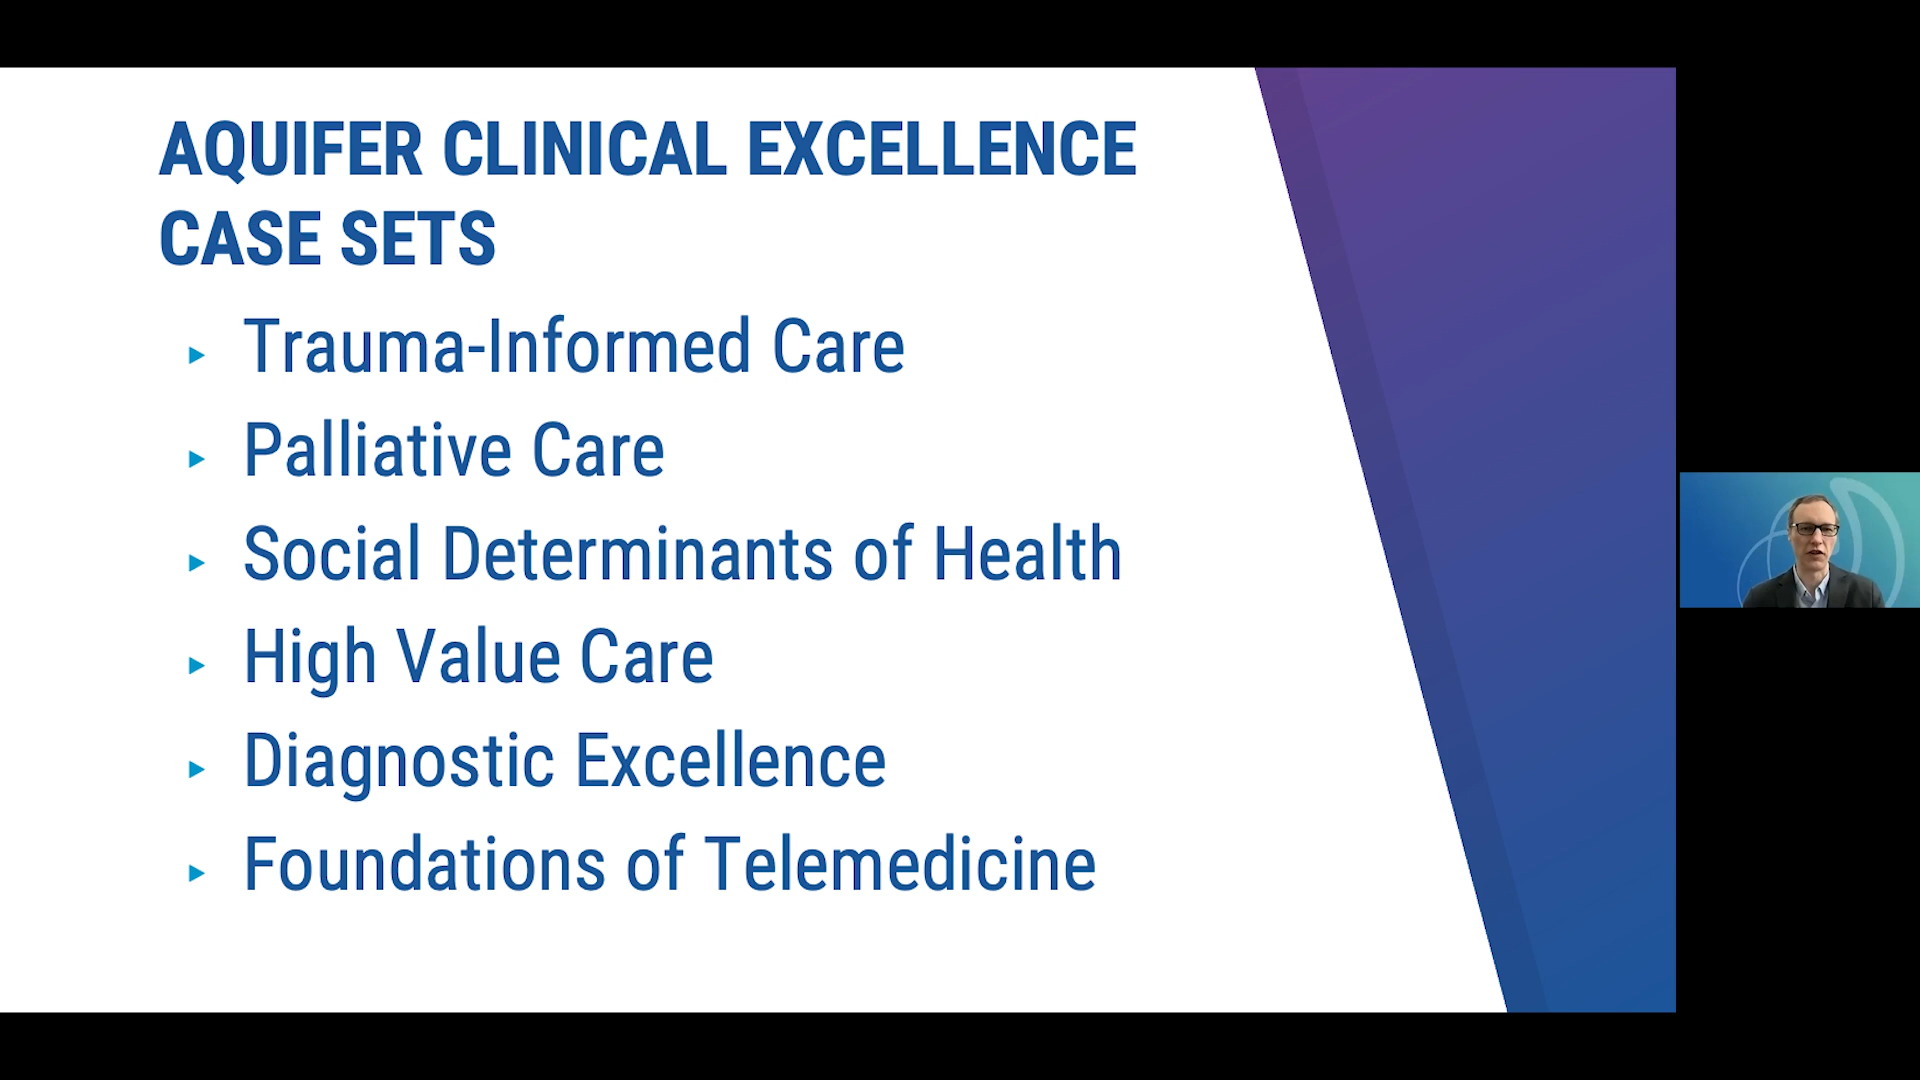 AQUIFER CLINICAL EXCELLENCE
CASE SETS
Trauma-Informed Care
Palliative Care
Social Determinants of Health
High Value Care
Diagnostic Excellence
Foundations of Telemedicine